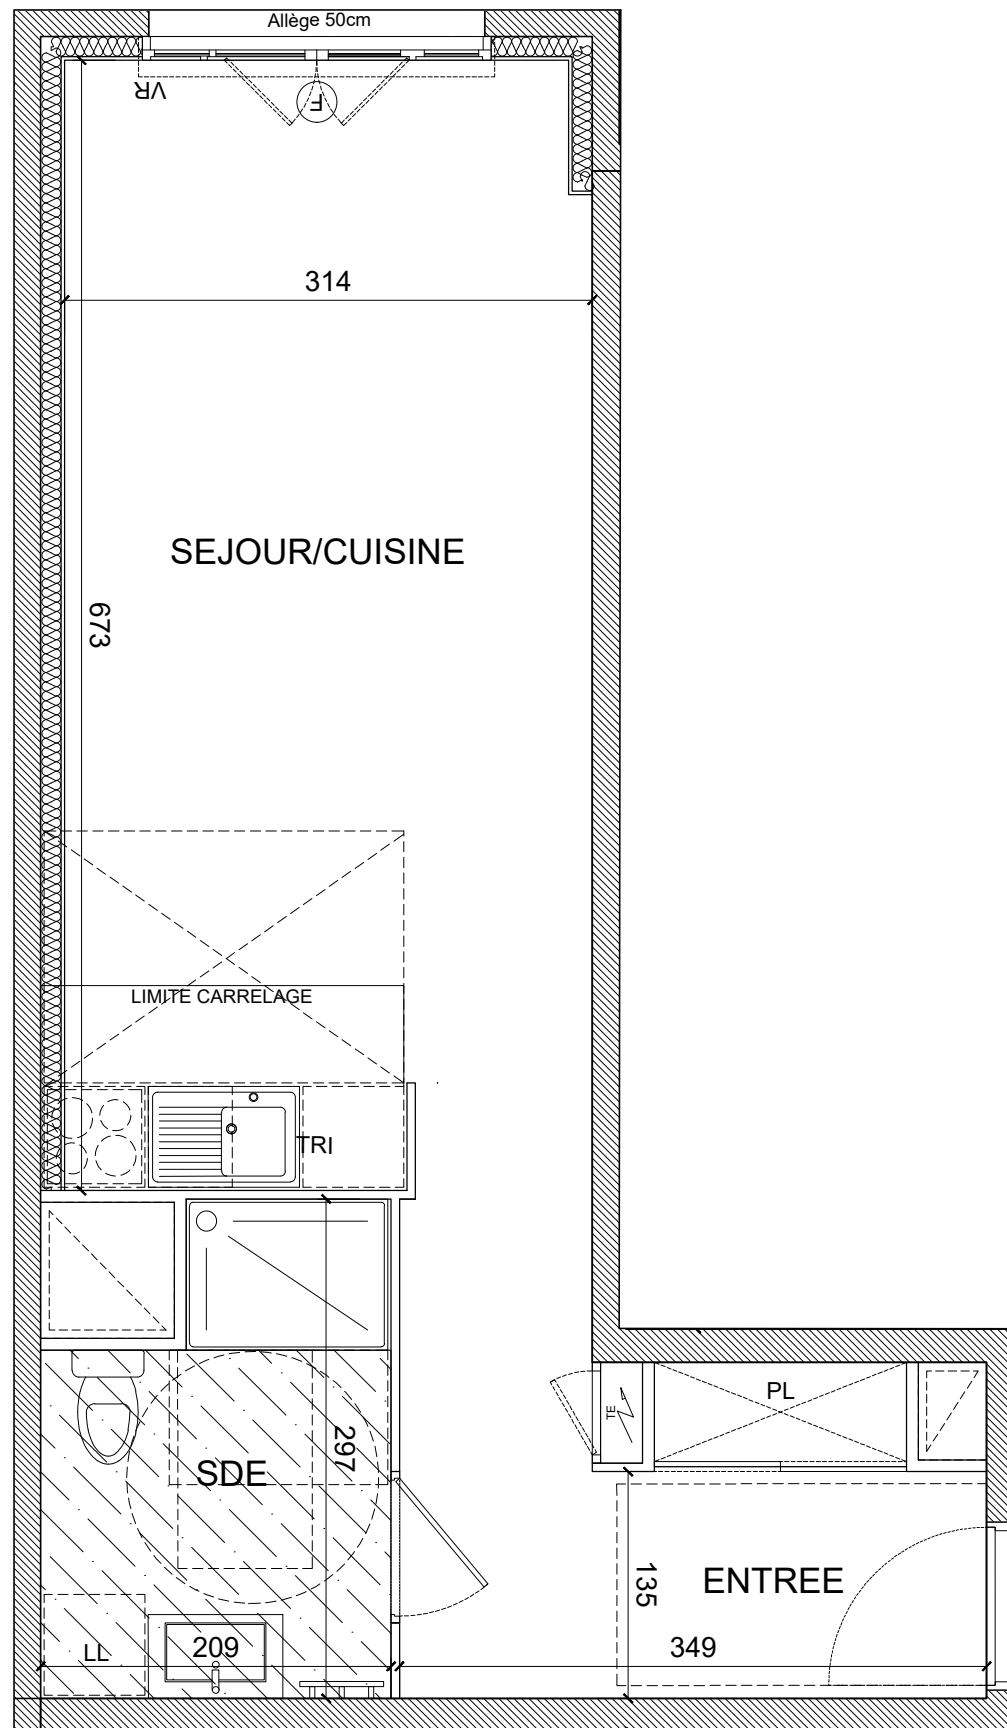 Allège 50cm
VR
F
314
SEJOUR/CUISINE
673
LIMITE CARRELAGE
TRI
PL
TE
297
SDE
135
ENTREE
LL
209
349